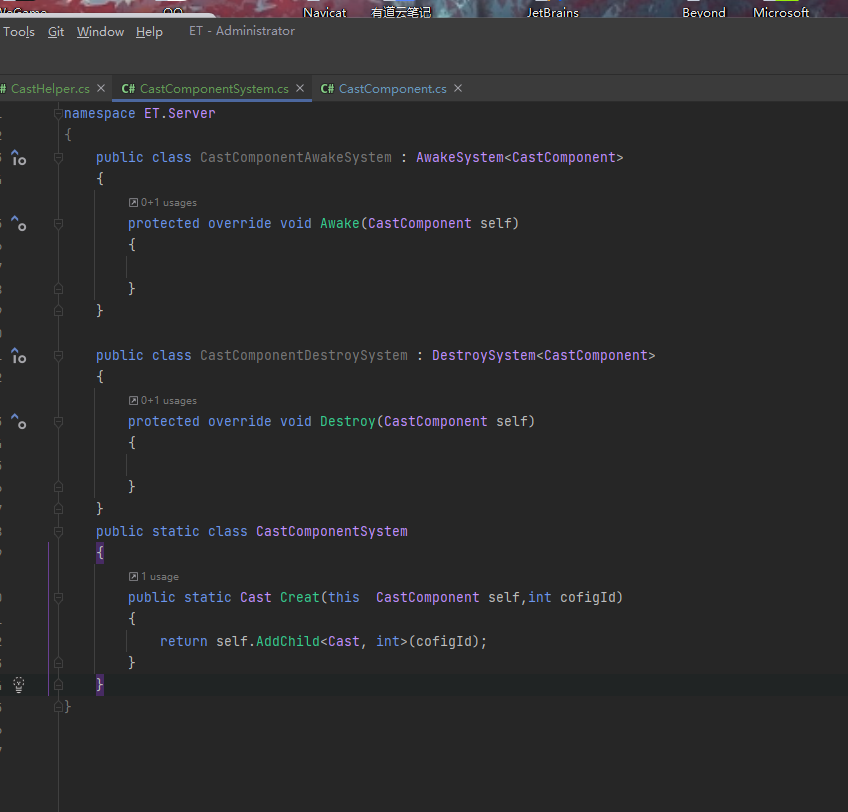 WeGame QQ Navicat 有道云笔记 JetBrains Beyond Microsoft
Tools Git Window Help ET - Administrator
CastHelper.cs × C# CastComponentSystem.cs × C# CastComponent.cs ×
namespace ET.Server
{
public class CastComponentAwakeSystem : AwakeSystem<CastComponent>
{
0+1 usages
protected override void Awake(CastComponent self)
{
}
}
public class CastComponentDestroySystem : DestroySystem<CastComponent>
{
0+1 usages
protected override void Destroy(CastComponent self)
{
}
}
public static class CastComponentSystem
{
1 usage
public static Cast Creat(this  CastComponent self,int cofigId)
{
return self.AddChild<Cast, int>(cofigId);
}
}
}